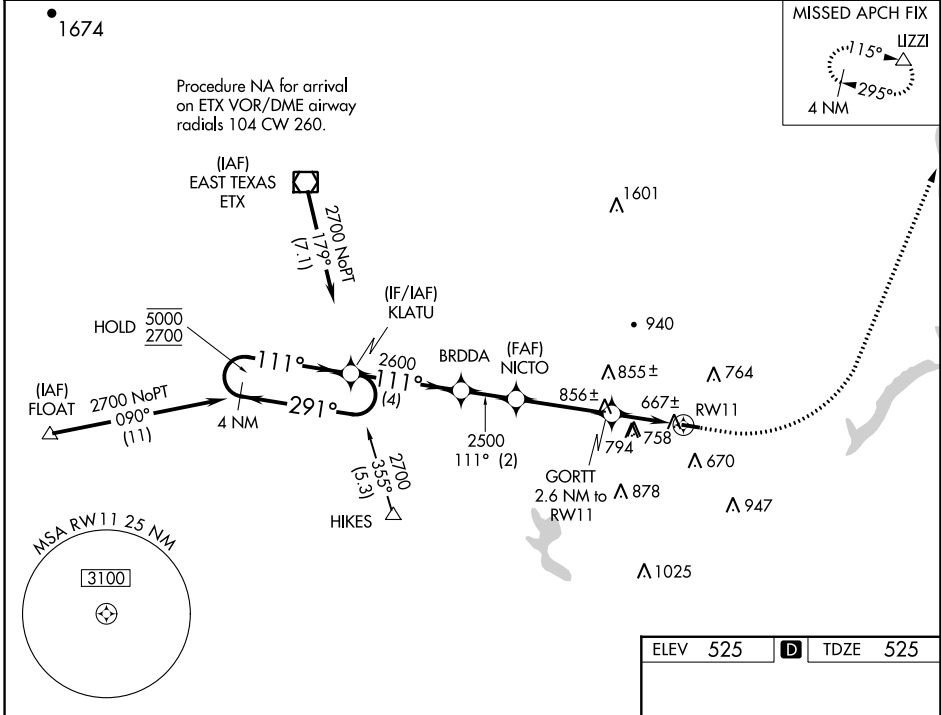 1674
MISSED APCH FIX
LIZZI
115°
295°
4 NM
Procedure NA for arrival
on ETX VOR/DME airway
radials 104 CW 260.
(IAF)
EAST TEXAS
ETX
2700 NoPT
179°
(7.1)
1601
(IF/IAF)
KLATU
HOLD 5000
2700
940
111°
2600
111°
(4)
BRDDA
(FAF)
NICTO
855±
764
(IAF)
FLOAT
2700 NoPT
090°
(11)
291°
4 NM
856±
667±
RW11
2500
111° (2)
794
758
670
GORTT
2.6 NM to
RW11
2700
355°
(5.3)
HIKES
878
947
MSA RW11 25 NM
3100
1025
ELEV 525 D TDZE 525